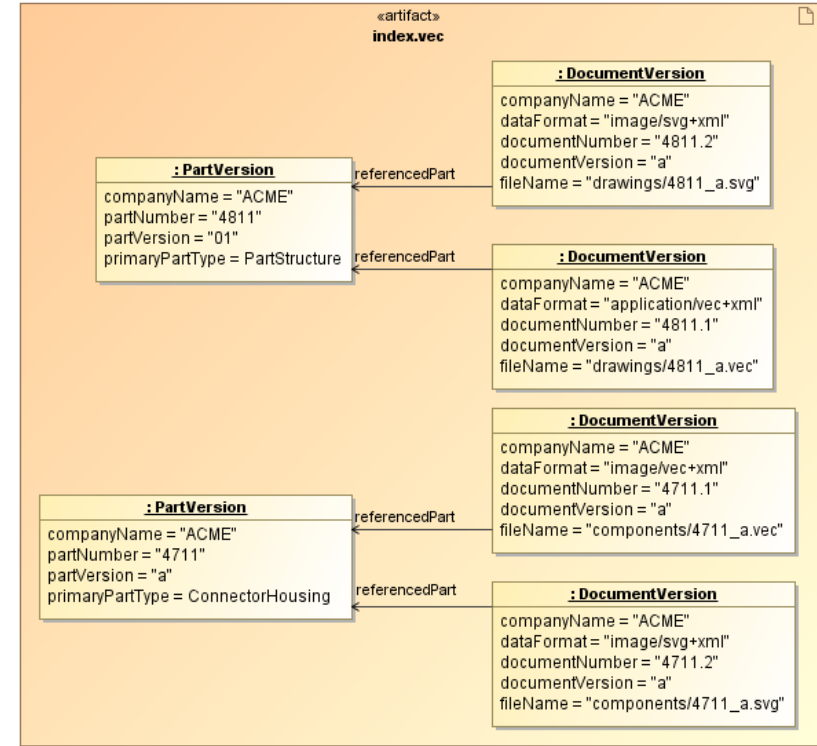 «artifact»
index.vec
: DocumentVersion
companyName = "ACME"
dataFormat = "image/svg+xml"
documentNumber = "4811.2"
documentVersion = "a"
fileName = "drawings/4811_a.svg"
: PartVersion
companyName = "ACME"
partNumber = "4811"
partVersion = "01"
primaryPartType = PartStructure
referencedPart
referencedPart
: DocumentVersion
companyName = "ACME"
dataFormat = "application/vec+xml"
documentNumber = "4811.1"
documentVersion = "a"
fileName = "drawings/4811_a.vec"
: DocumentVersion
companyName = "ACME"
dataFormat = "image/vec+xml"
documentNumber = "4711.1"
documentVersion = "a"
fileName = "components/4711_a.vec"
: PartVersion
companyName = "ACME"
partNumber = "4711"
partVersion = "a"
primaryPartType = ConnectorHousing
referencedPart
referencedPart
: DocumentVersion
companyName = "ACME"
dataFormat = "image/svg+xml"
documentNumber = "4711.2"
documentVersion = "a"
fileName = "components/4711_a.svg"